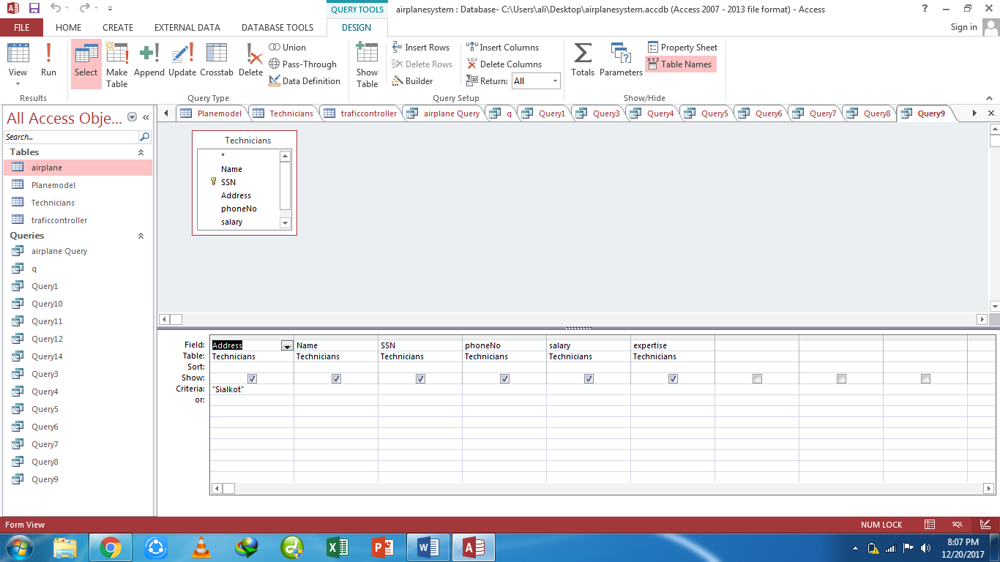 QUERY TOOLS airplanesystem : Database- C:\Users\ali\Desktop\airplanesystem.accdb (Access 2007 - 2013 file format) - Access
FILE HOME CREATE EXTERNAL DATA DATABASE TOOLS DESIGN Sign in
View Run Select Make Table Append Update Crosstab Delete
Union
Pass-Through
Data Definition
Show Table
Insert Rows
Delete Rows
Builder
Insert Columns
Delete Columns
Return: All
Totals Parameters
Property Sheet
XYZ Table Names
Results Query Type Query Setup Show/Hide
All Access Obje...
Search...
Tables
airplane
Planemodel
Technicians
traficcontroller
Queries
airplane Query
q
Query1
Query10
Query11
Query12
Query14
Query3
Query4
Query5
Query6
Query7
Query8
Query9
Planemodel Technicians traficcontroller airplane Query q Query1 Query3 Query4 Query5 Query6 Query7 Query8 Query9
Technicians
*
Name
SSN
Address
phoneNo
salary
Field: Address Name SSN phoneNo salary expertise
Table: Technicians Technicians Technicians Technicians Technicians Technicians
Sort:
Show:
Criteria: "Sialkot"
or:
Form View NUM LOCK SQL
8:07 PM
12/20/2017